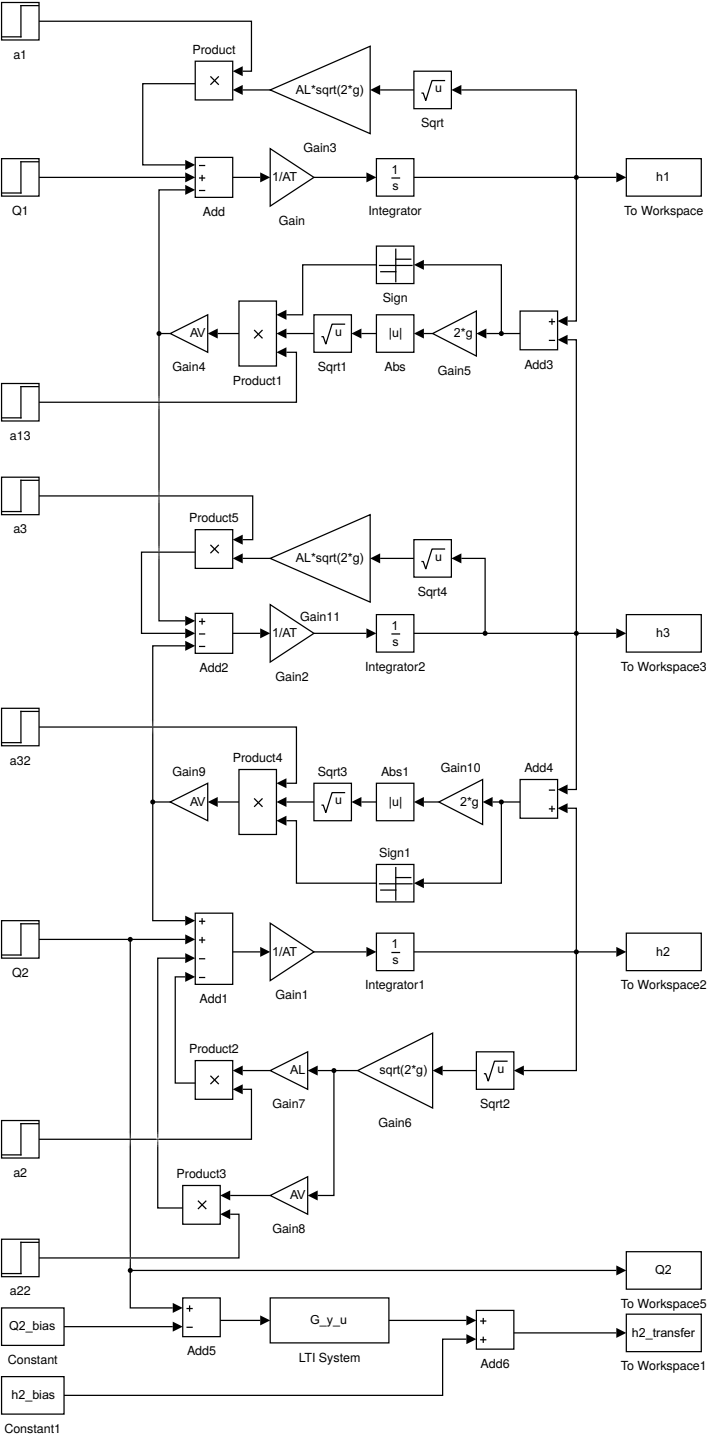 a1
Product
×
AL*sqrt(2*g)
√u
Sqrt
Gain3
Q1
−
+
−
Add
1/AT
Gain
1
s
Integrator
h1
To Workspace
Sign
AV
Gain4
×
Product1
√u
Sqrt1
|u|
Abs
2*g
Gain5
+
−
Add3
a13
a3
Product5
×
AL*sqrt(2*g)
√u
Sqrt4
Gain11
+
−
−
Add2
1/AT
Gain2
1
s
Integrator2
h3
To Workspace3
a32
Gain9
AV
Product4
×
Sqrt3
√u
Abs1
|u|
Gain10
2*g
Add4
−
+
Sign1
Q2
+
+
−
−
Add1
1/AT
Gain1
1
s
Integrator1
h2
To Workspace2
Product2
×
AL
Gain7
sqrt(2*g)
Gain6
√u
Sqrt2
a2
Product3
×
AV
Gain8
a22
Q2
To Workspace5
Q2_bias
Constant
+
−
Add5
G_y_u
LTI System
+
+
Add6
h2_transfer
To Workspace1
h2_bias
Constant1